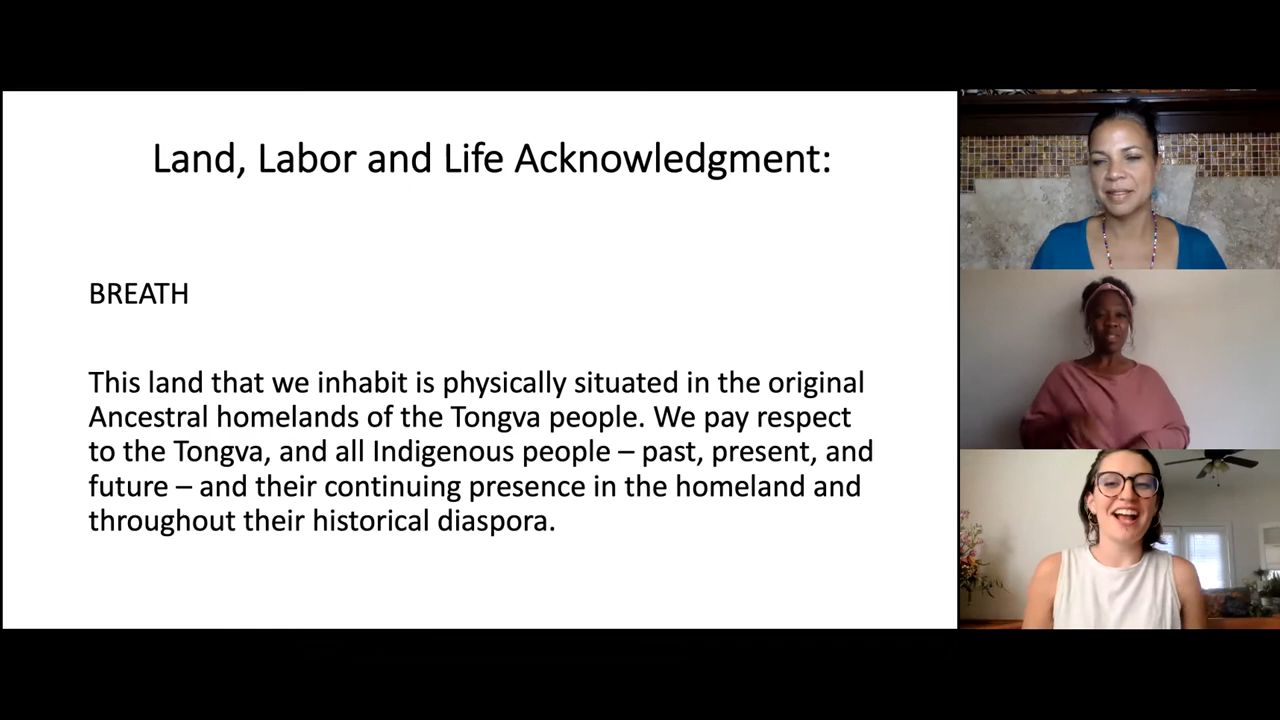 Land, Labor and Life Acknowledgment:
BREATH
This land that we inhabit is physically situated in the original
Ancestral homelands of the Tongva people. We pay respect
to the Tongva, and all Indigenous people – past, present, and
future – and their continuing presence in the homeland and
throughout their historical diaspora.